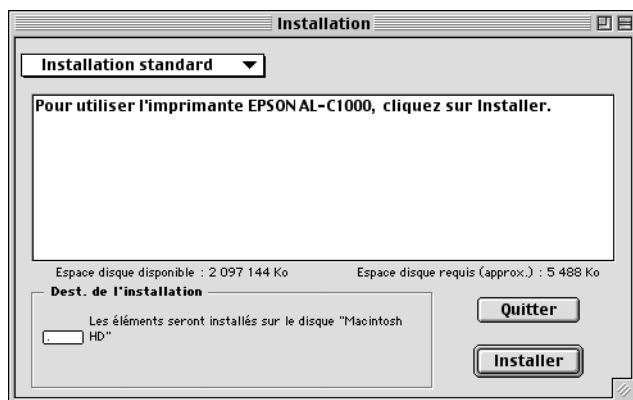 Installation
Installation standard
Pour utiliser l'imprimante EPSON AL-C1000, cliquez sur Installer.
Espace disque disponible : 2 097 144 Ko
Espace disque requis (approx.) : 5 488 Ko
Dest. de l'installation
Les éléments seront installés sur le disque "Macintosh
HD"
Quitter
Installer